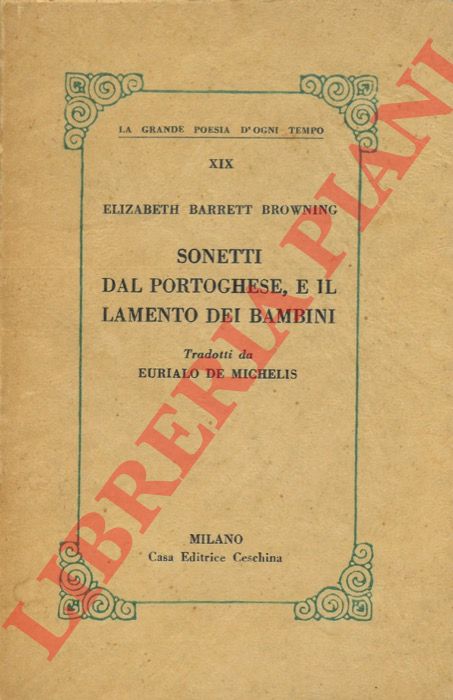 LA GRANDE POESIA D'OGNI TEMPO
XIX
ELIZABETH BARRETT BROWNING
SONETTI
DAL PORTOGHESE, E IL
LAMENTO DEI BAMBINI
Tradotti da
EURIALO DE MICHELIS
MILANO
Casa Editrice Ceschina
LIBRERIA PIANI